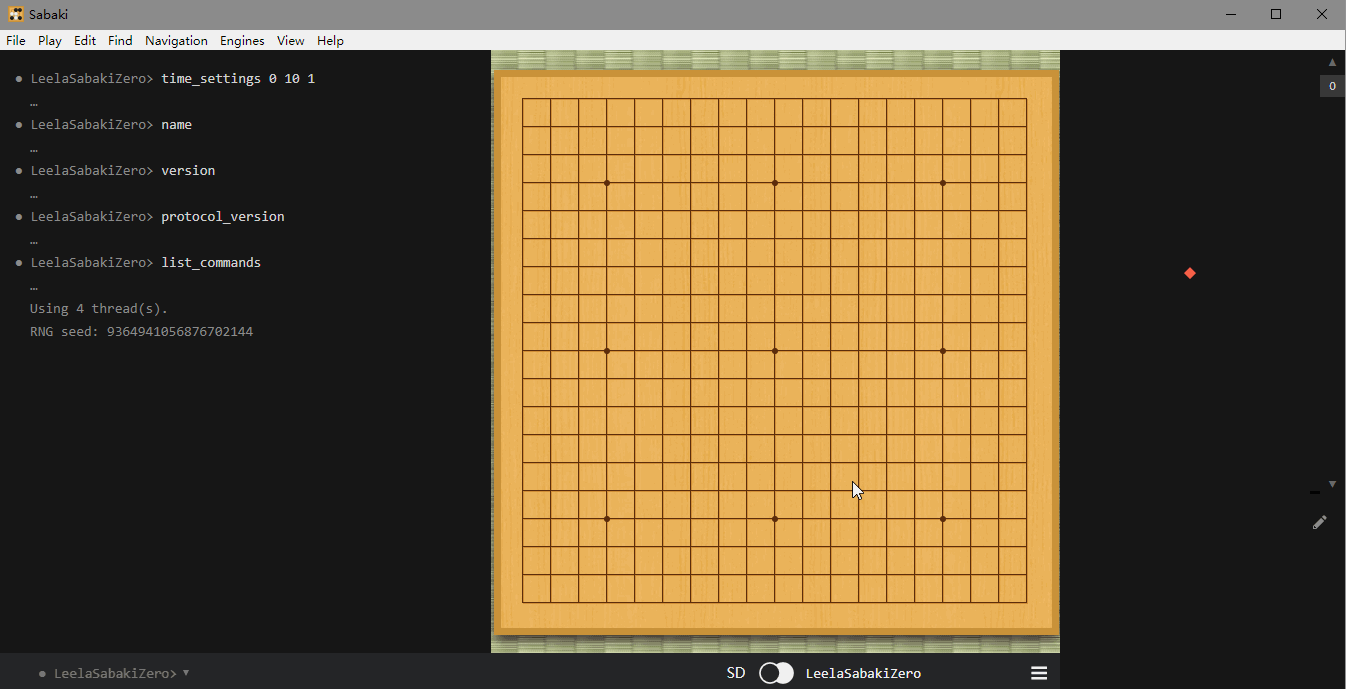 Sabaki
File Play Edit Find Navigation Engines View Help
● LeelaSabakiZero> time_settings 0 10 1
…
● LeelaSabakiZero> name
…
● LeelaSabakiZero> version
…
● LeelaSabakiZero> protocol_version
…
● LeelaSabakiZero> list_commands
…
Using 4 thread(s).
RNG seed: 9364941056876702144
0
● LeelaSabakiZero> ▾
SD LeelaSabakiZero